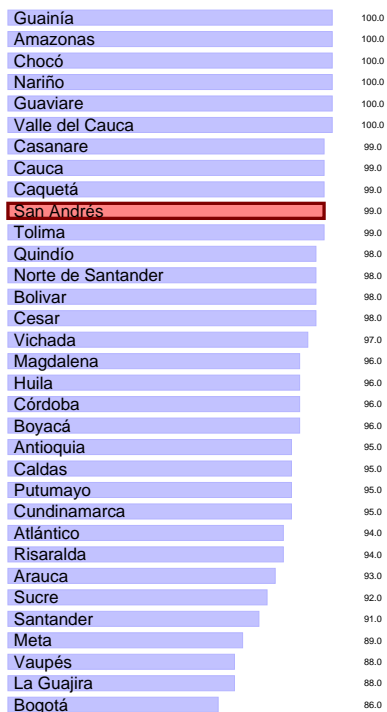 Guainía 100.0
Amazonas 100.0
Chocó 100.0
Nariño 100.0
Guaviare 100.0
Valle del Cauca 100.0
Casanare 99.0
Cauca 99.0
Caquetá 99.0
San Andrés 99.0
Tolima 99.0
Quindío 98.0
Norte de Santander 98.0
Bolivar 98.0
Cesar 98.0
Vichada 97.0
Magdalena 96.0
Huila 96.0
Córdoba 96.0
Boyacá 96.0
Antioquia 95.0
Caldas 95.0
Putumayo 95.0
Cundinamarca 95.0
Atlántico 94.0
Risaralda 94.0
Arauca 93.0
Sucre 92.0
Santander 91.0
Meta 89.0
Vaupés 88.0
La Guajira 88.0
Bogotá 86.0